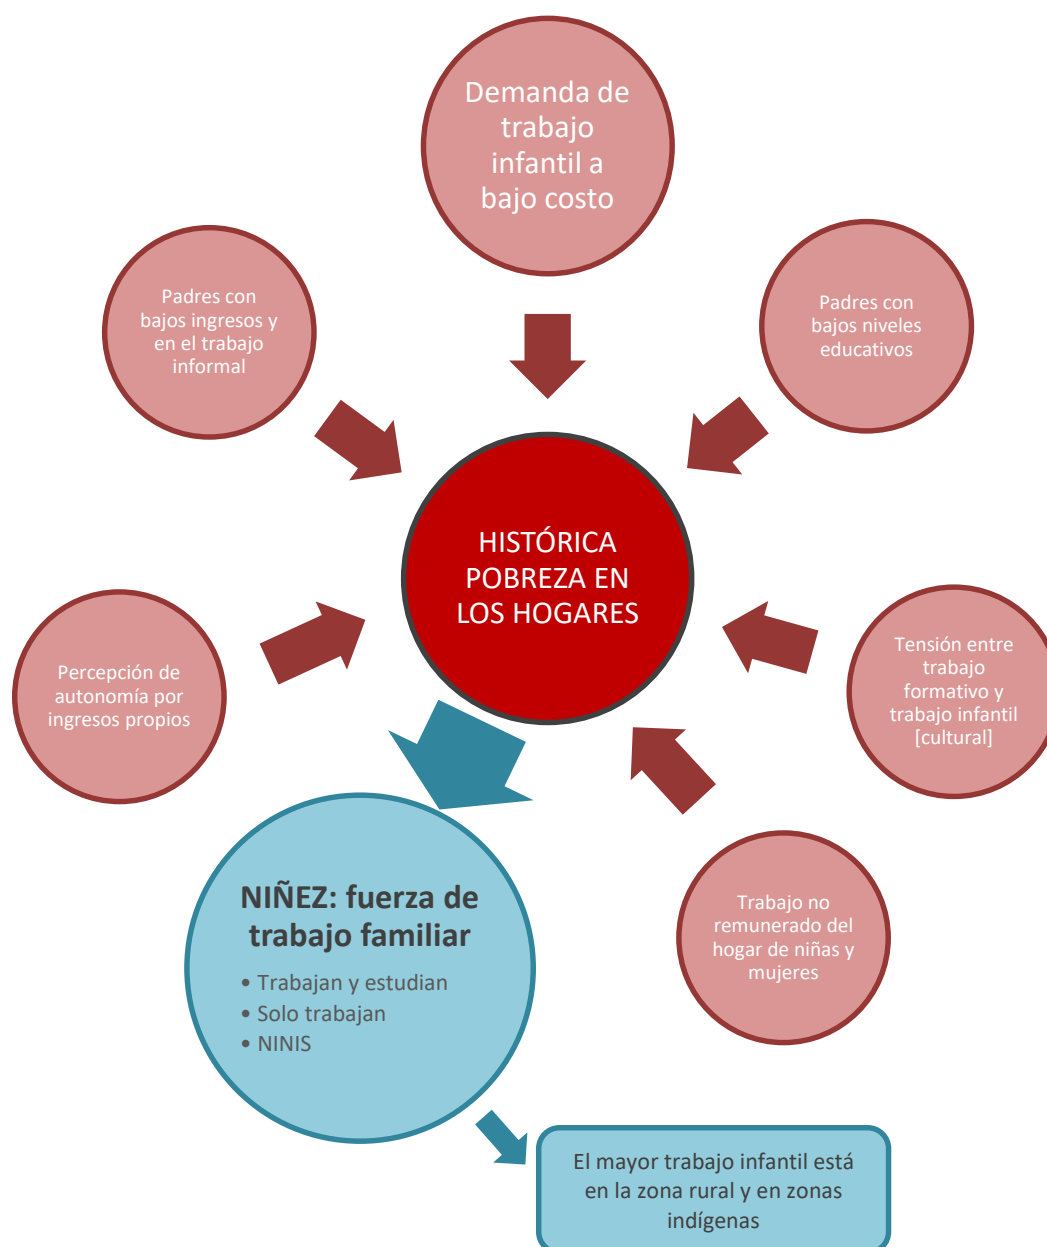 Demanda de
trabajo
infantil a
bajo costo
Padres con
bajos ingresos y
en el trabajo
informal
Padres con
bajos niveles
educativos
HISTÓRICA
POBREZA EN
LOS HOGARES
Percepción de
autonomía por
ingresos propios
Tensión entre
trabajo
formativo y
trabajo infantil
[cultural]
NIÑEZ: fuerza de
trabajo familiar
• Trabajan y estudian
• Solo trabajan
• NINIS
Trabajo no
remunerado del
hogar de niñas y
mujeres
El mayor trabajo infantil está
en la zona rural y en zonas
indígenas